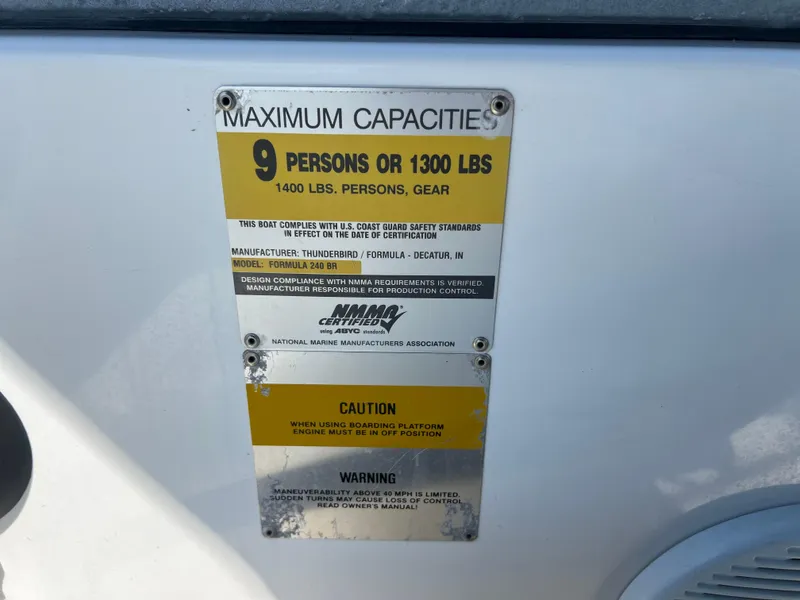 MAXIMUM CAPACITIES
9 PERSONS OR 1300 LBS
1400 LBS. PERSONS, GEAR
THIS BOAT COMPLIES WITH U.S. COAST GUARD SAFETY STANDARDS
IN EFFECT ON THE DATE OF CERTIFICATION
MANUFACTURER: THUNDERBIRD / FORMULA - DECATUR, IN
MODEL: FORMULA 240 BR
DESIGN COMPLIANCE WITH NMMA REQUIREMENTS IS VERIFIED.
MANUFACTURER RESPONSIBLE FOR PRODUCTION CONTROL.
NMMA®
CERTIFIED
using ABYC standards
NATIONAL MARINE MANUFACTURERS ASSOCIATION
CAUTION
WHEN USING BOARDING PLATFORM
ENGINE MUST BE IN OFF POSITION
WARNING
MANEUVERABILITY ABOVE 40 MPH IS LIMITED.
SUDDEN TURNS MAY CAUSE LOSS OF CONTROL
READ OWNER'S MANUAL!